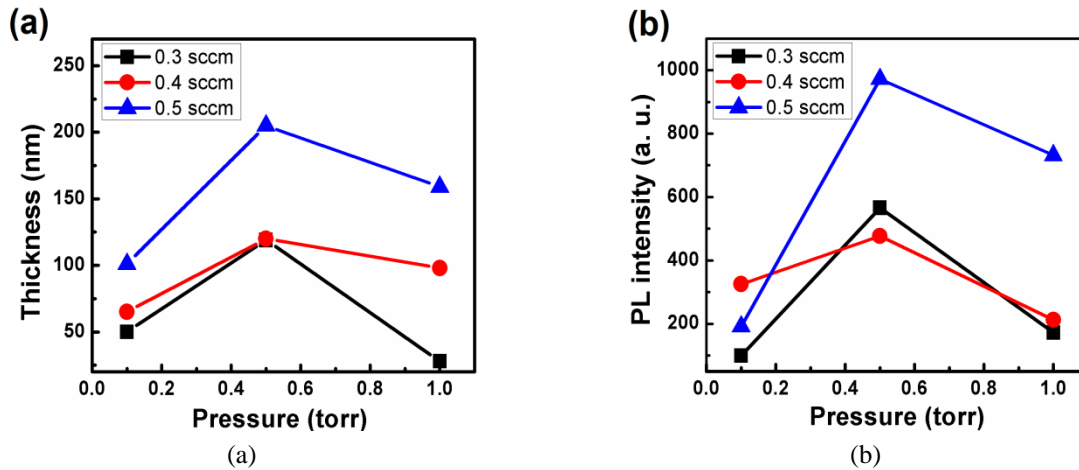 (a)
0.3 sccm
0.4 sccm
0.5 sccm
Thickness (nm)
250
200
150
100
50
0.0 0.2 0.4 0.6 0.8 1.0
Pressure (torr)
(a)
(b)
0.3 sccm
0.4 sccm
0.5 sccm
PL intensity (a. u.)
1000
800
600
400
200
0.0 0.2 0.4 0.6 0.8 1.0
Pressure (torr)
(b)